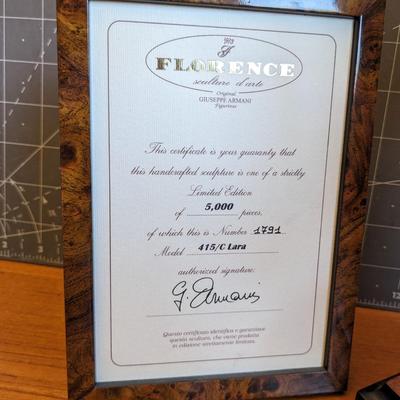 FLORENCE
sculture d'arte
Original
GIUSEPPE ARMANI
Figurines
This certificate is your guaranty that
this handcrafted sculpture is one of a strictly
Limited Edition
of 5,000 pieces,
of which this is Number 1791
Model 415/C Lara
authorized signature:
G. Armani
Questo certificato identifica e garantisce
questa scultura, che viene prodotta
in edizione strettamente limitata.